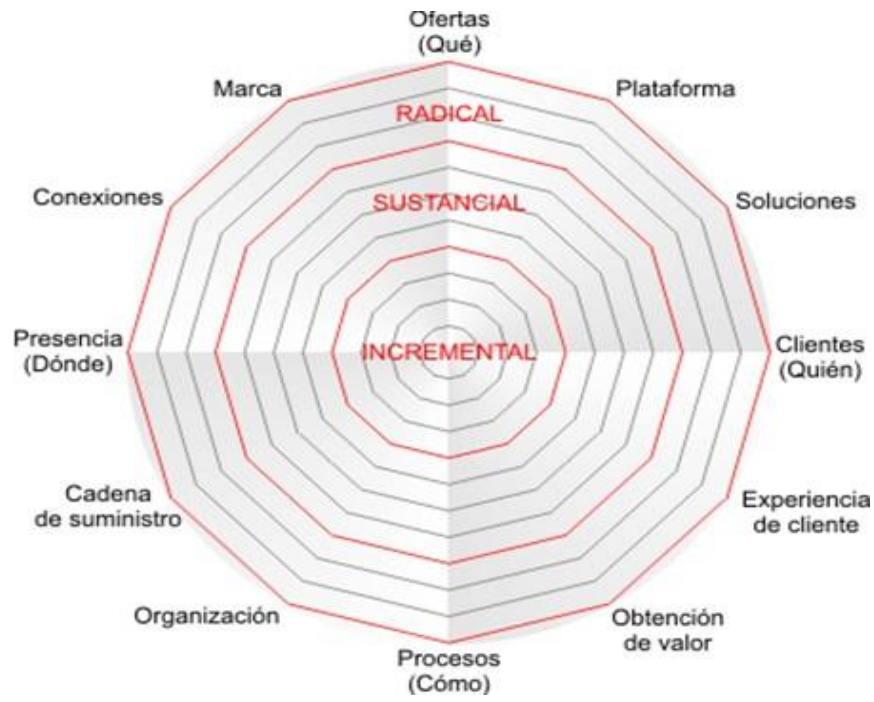 Ofertas
(Qué)
Marca
Plataforma
RADICAL
Conexiones
SUSTANCIAL
Soluciones
Presencia
(Dónde)
INCREMENTAL
Clientes
(Quién)
Cadena
de suministro
Experiencia
de cliente
Organización
Obtención
de valor
Procesos
(Cómo)